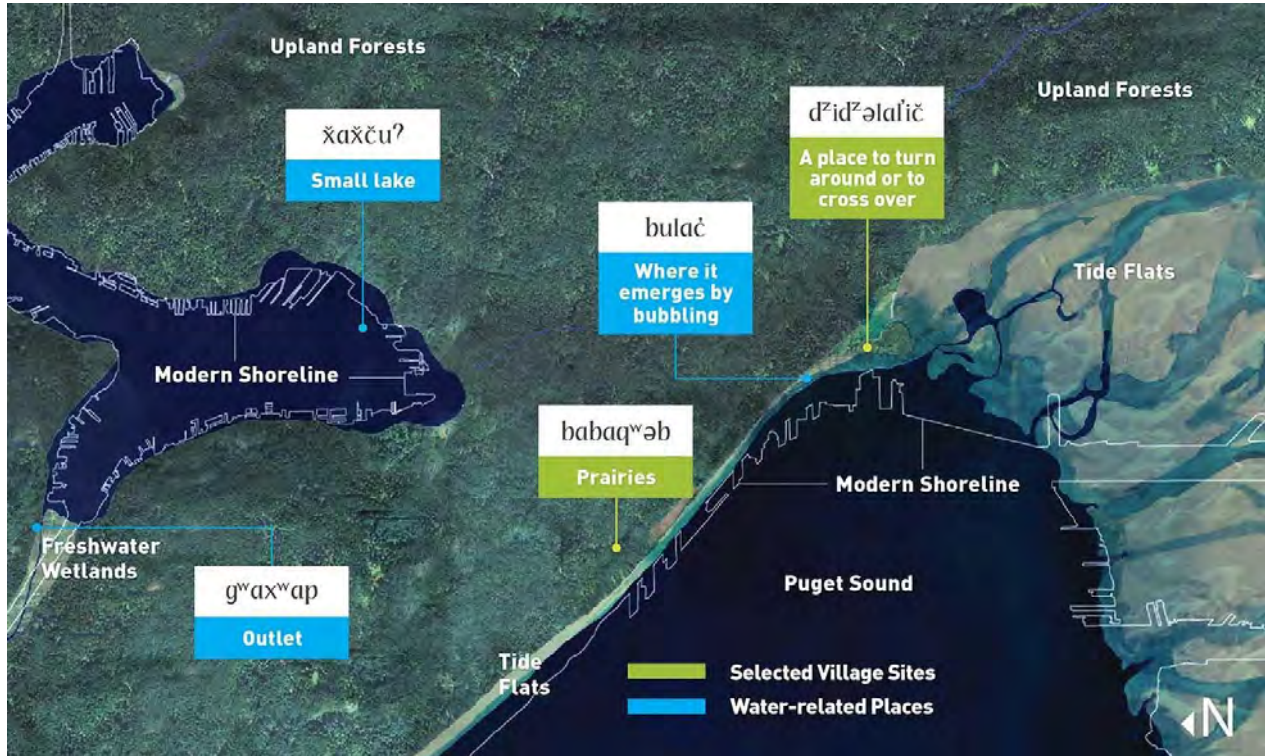 Upland Forests
Upland Forests
x̌ax̌čuʔ
Small lake
dᶻidᶻəlal̓ič
A place to turn
around or to
cross over
bulac̓
Where it
emerges by
bubbling
Tide Flats
Modern Shoreline
babaqʷəb
Prairies
Modern Shoreline
Freshwater
Wetlands
gʷaxʷap
Outlet
Puget Sound
Tide
Flats
Selected Village Sites
Water-related Places
N